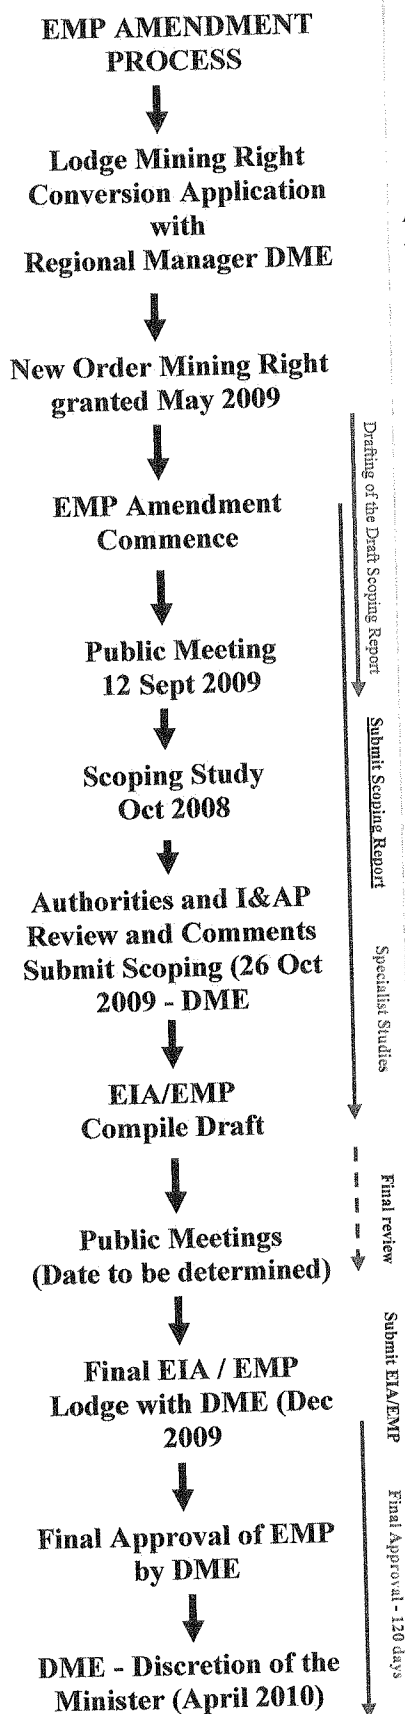 EMP AMENDMENT
PROCESS
Lodge Mining Right
Conversion Application
with
Regional Manager DME
New Order Mining Right
granted May 2009
EMP Amendment
Commence
Public Meeting
12 Sept 2009
Scoping Study
Oct 2008
Authorities and I&AP
Review and Comments
Submit Scoping (26 Oct
2009 - DME
EIA/EMP
Compile Draft
Public Meetings
(Date to be determined)
Final EIA / EMP
Lodge with DME (Dec
2009
Final Approval of EMP
by DME
DME - Discretion of the
Minister (April 2010)
Drafting of the Draft Scoping Report
Submit Scoping Report
Specialist Studies
Final review
Submit EIA/EMP
Final Approval - 120 days